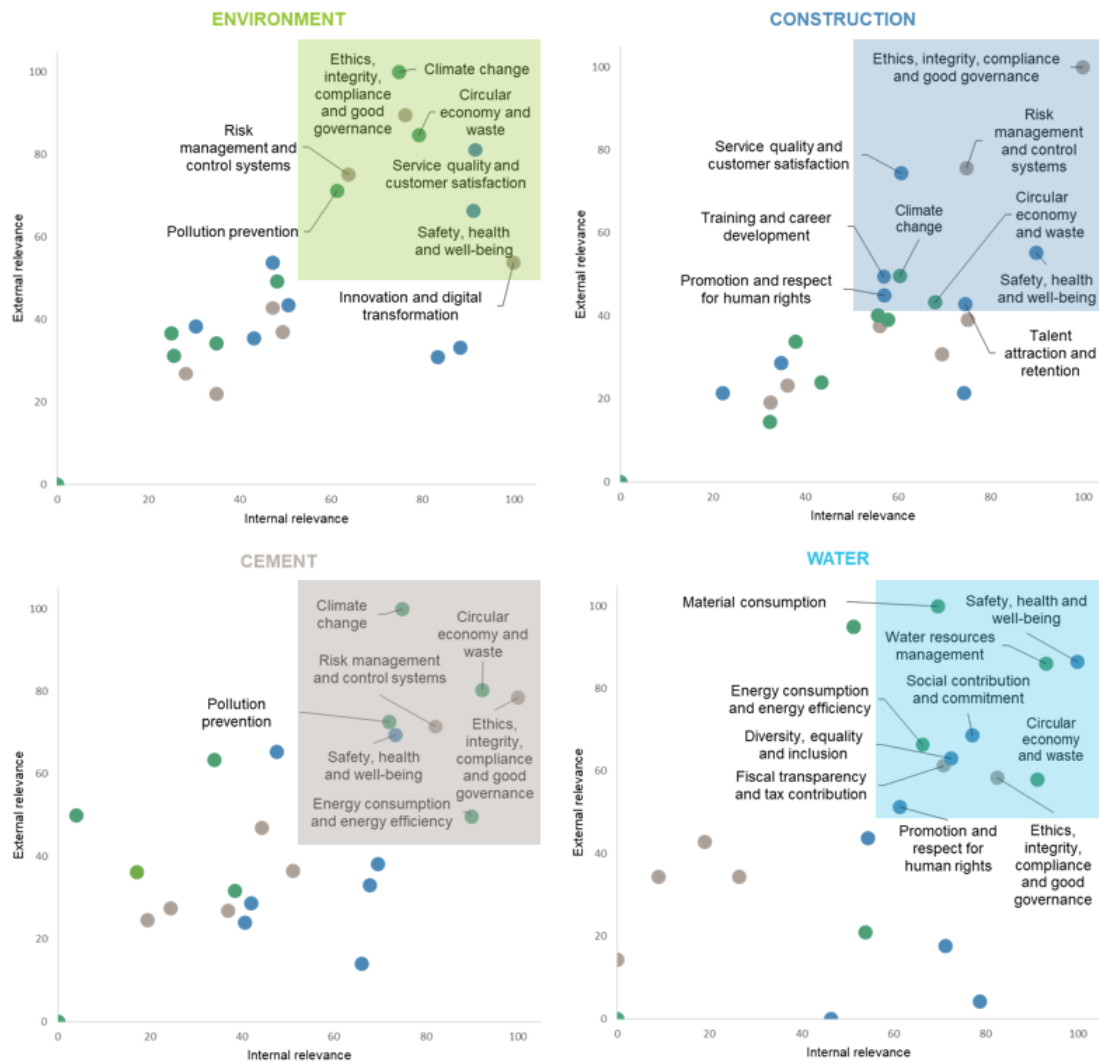 ENVIRONMENT
External relevance
100
80
60
40
20
0
Ethics,
integrity,
compliance
and good
governance
Climate change
Circular
economy and
waste
Risk
management and
control systems
Service quality and
customer satisfaction
Pollution prevention
Safety, health
and well-being
Innovation and digital
transformation
0 20 40 60 80 100
Internal relevance
CONSTRUCTION
External relevance
100
80
60
40
20
0
Ethics, integrity, compliance
and good governance
Risk
management
and control
systems
Service quality and
customer satisfaction
Training and career
development
Climate
change
Circular
economy and
waste
Promotion and respect
for human rights
Safety, health
and well-being
Talent
attraction and
retention
0 20 40 60 80 100
Internal relevance
CEMENT
External relevance
100
80
60
40
20
0
Climate
change
Circular
economy and
waste
Risk management
and control systems
Pollution
prevention
Safety, health
and well-being
Ethics,
integrity,
compliance
and good
governance
Energy consumption
and energy efficiency
0 20 40 60 80 100
Internal relevance
WATER
External relevance
100
80
60
40
20
0
Material consumption
Safety, health and
well-being
Water resources
management
Energy consumption
and energy efficiency
Social contribution
and commitment
Diversity, equality
and inclusion
Circular
economy and
waste
Fiscal transparency
and tax contribution
Promotion and
respect for
human rights
Ethics,
integrity,
compliance
and good
governance
0 20 40 60 80 100
Internal relevance